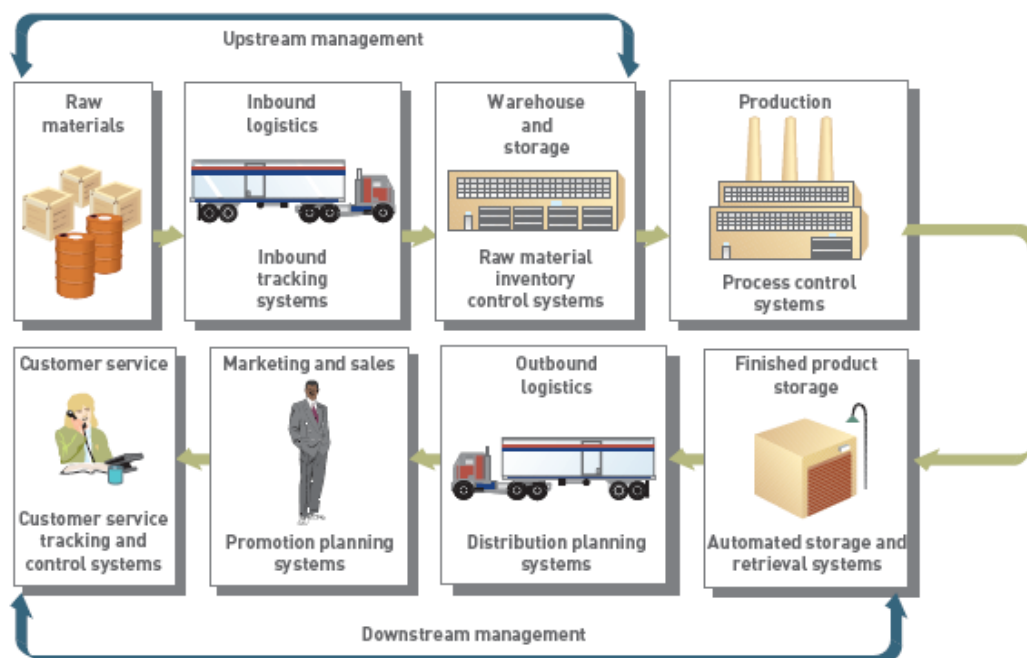 Upstream management
Raw
materials
Inbound
logistics
Inbound
tracking
systems
Warehouse
and
storage
Raw material
inventory
control systems
Production
Process control
systems
Finished product
storage
Automated storage and
retrieval systems
Outbound
logistics
Distribution planning
systems
Marketing and sales
Promotion planning
systems
Customer service
Customer service
tracking and
control systems
Downstream management